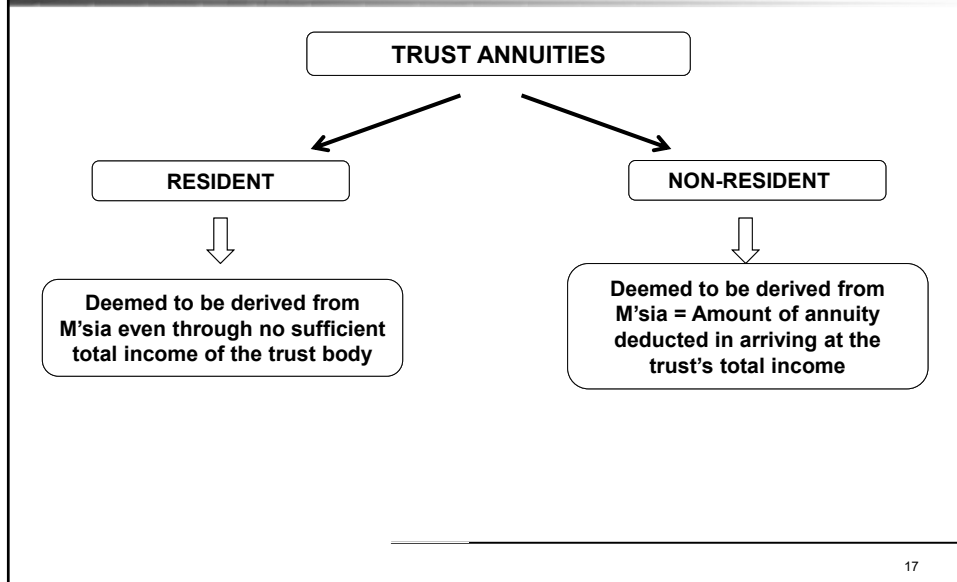 TRUST ANNUITIES
RESIDENT
NON-RESIDENT
Deemed to be derived from
M’sia even through no sufficient
total income of the trust body
Deemed to be derived from
M’sia = Amount of annuity
deducted in arriving at the
trust’s total income
17